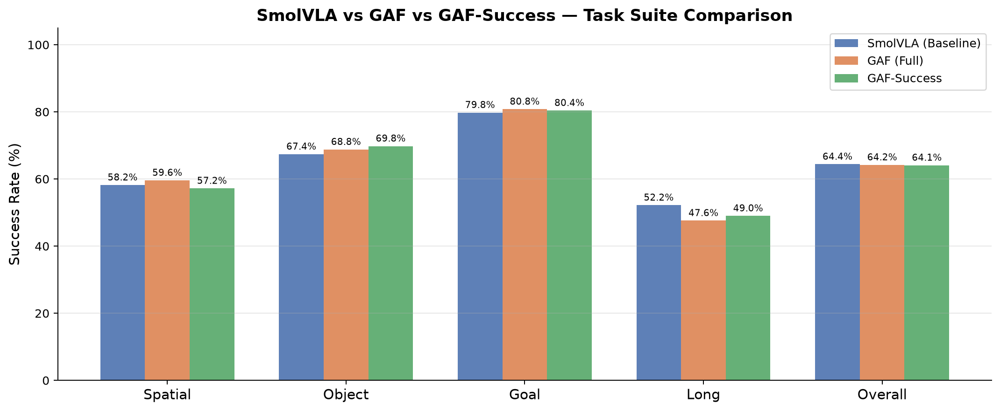 SmolVLA vs GAF vs GAF-Success — Task Suite Comparison
SmolVLA (Baseline)
GAF (Full)
GAF-Success
Success Rate (%)
100
80
60
40
20
0
58.2%
59.6%
57.2%
67.4%
68.8%
69.8%
79.8%
80.8%
80.4%
52.2%
47.6%
49.0%
64.4%
64.2%
64.1%
Spatial
Object
Goal
Long
Overall